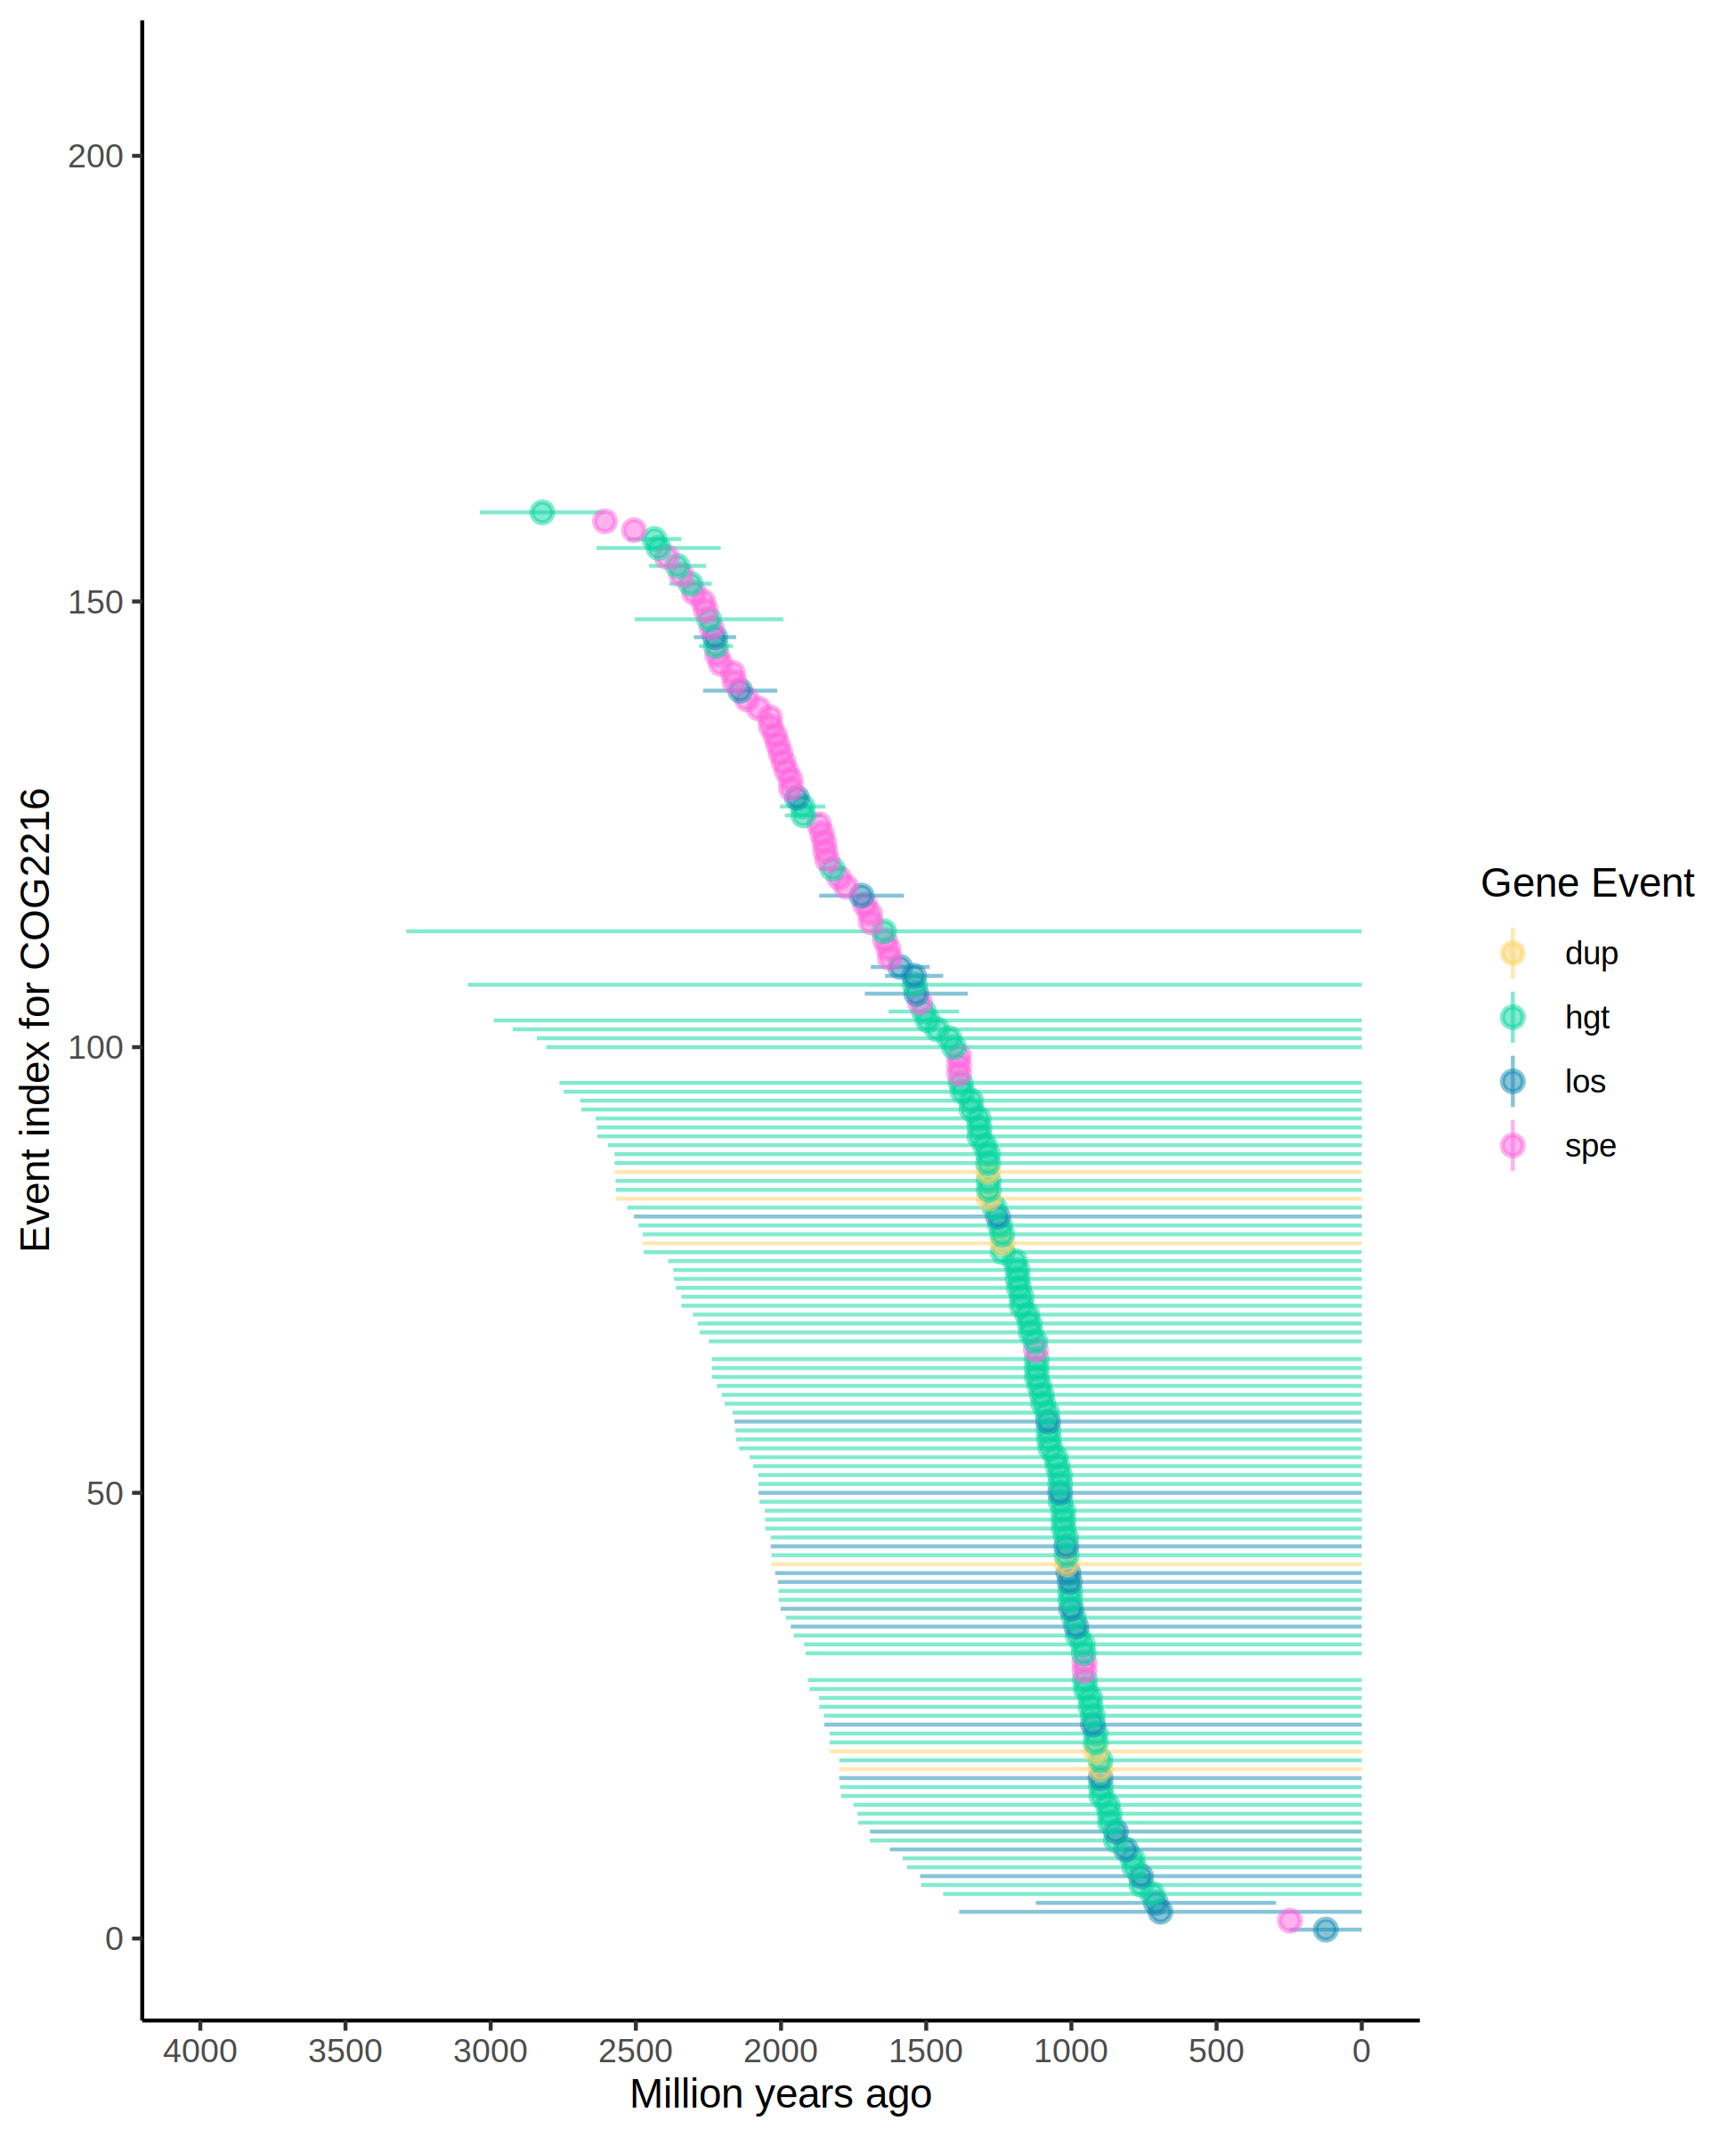 Event index for COG2216
200
150
100
50
0
4000 3500 3000 2500 2000 1500 1000 500 0
Million years ago
Gene Event
dup
hgt
los
spe